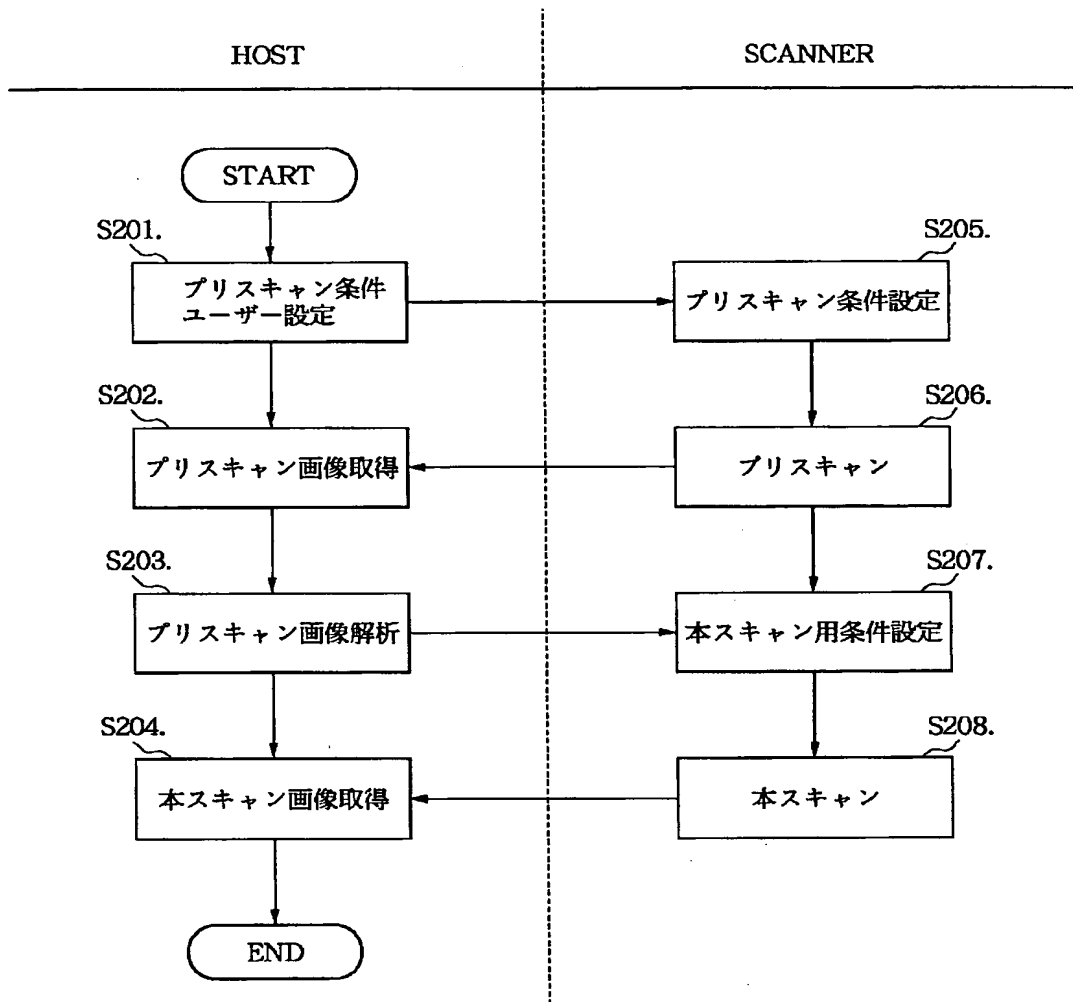 HOST
SCANNER
START
S201.
プリスキャン条件
ユーザー設定
S205.
プリスキャン条件設定
S202.
プリスキャン画像取得
S206.
プリスキャン
S203.
プリスキャン画像解析
S207.
本スキャン用条件設定
S204.
本スキャン画像取得
S208.
本スキャン
END